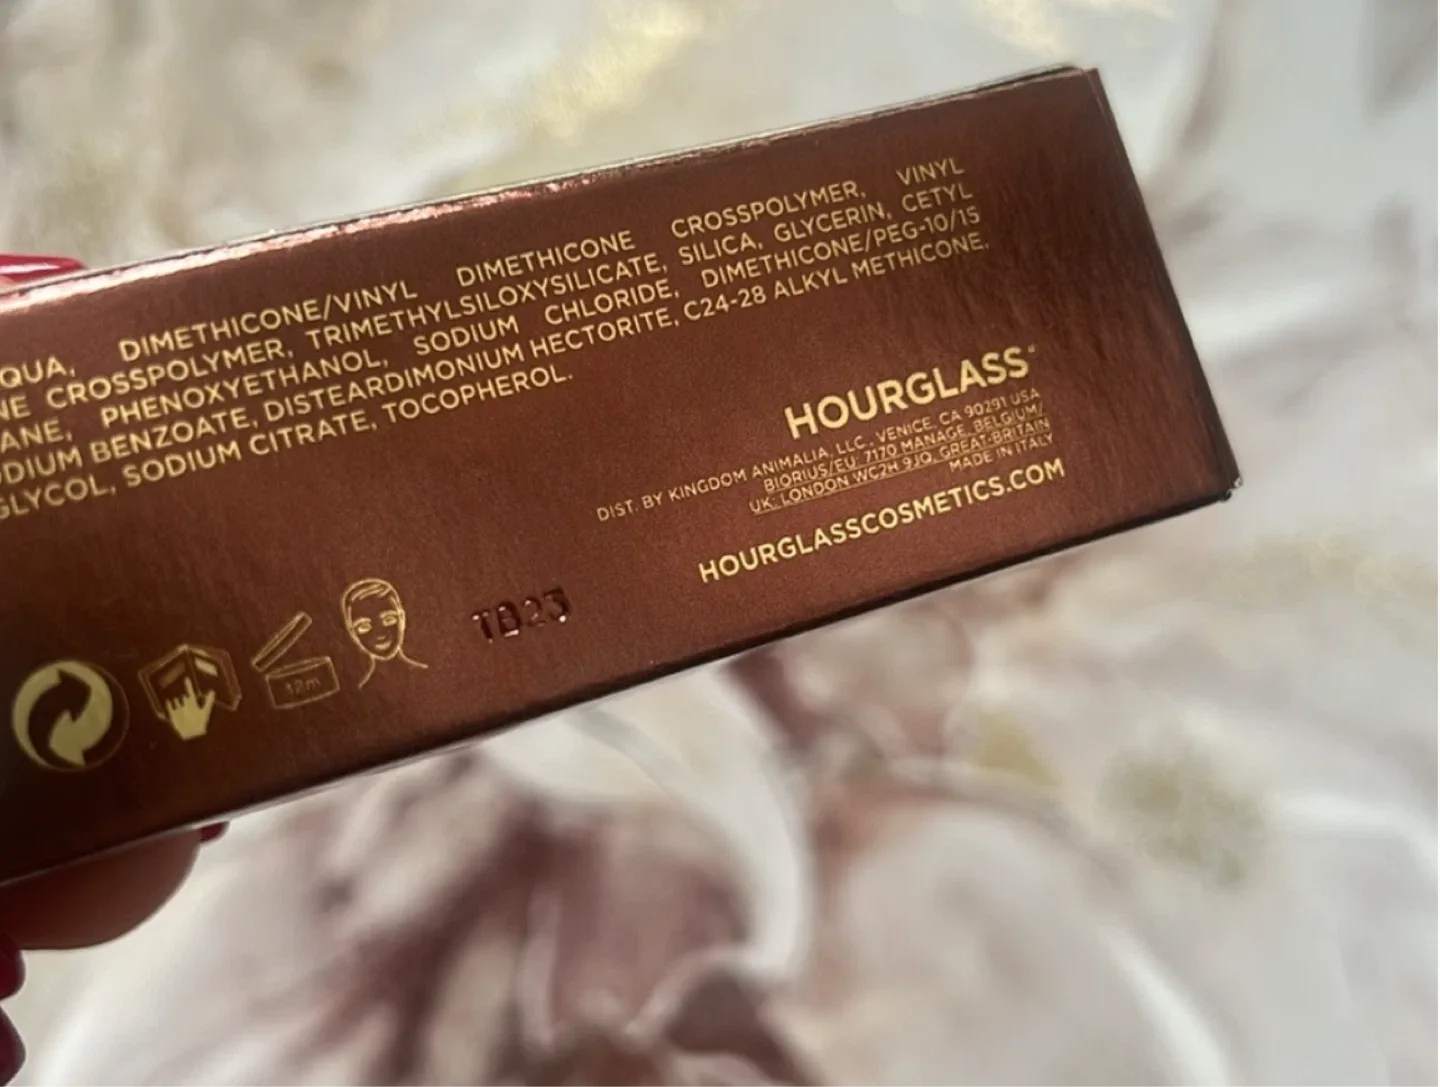 QUA, DIMETHICONE/VINYL DIMETHICONE CROSSPOLYMER, VINYL
NE CROSSPOLYMER, TRIMETHYLSILOXYSILICATE, SILICA, GLYCERIN, CETYL
ANE, PHENOXYETHANOL, SODIUM CHLORIDE, DIMETHICONE/PEG-10/15
ODIUM BENZOATE, DISTEARDIMONIUM HECTORITE, C24-28 ALKYL METHICONE,
GLYCOL, SODIUM CITRATE, TOCOPHEROL.
HOURGLASS
DIST. BY KINGDOM ANIMALIA, LLC., VENICE, CA 90291 USA
BIORIUS/EU: 7170 MANAGE, BELGIUM/
UK: LONDON WC2H 9JQ, GREAT-BRITAIN
MADE IN ITALY
HOURGLASSCOSMETICS.COM
12m
TB23